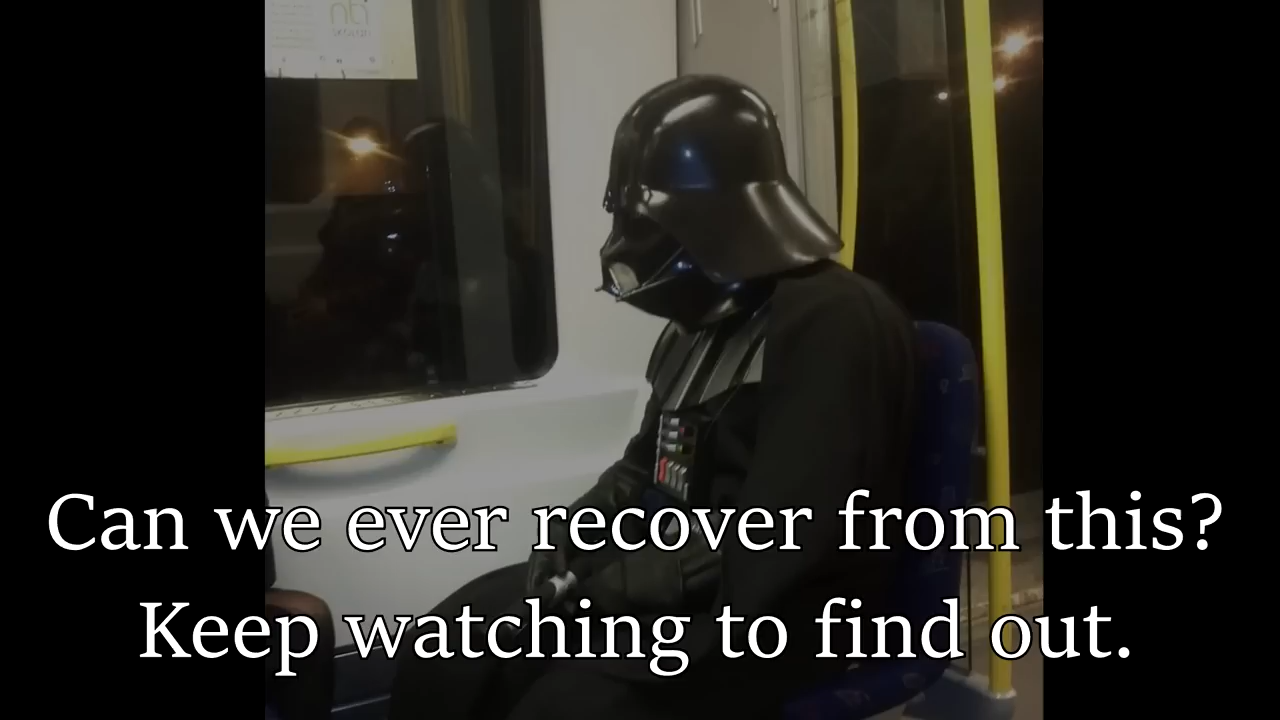 Can we ever recover from this?
Keep watching to find out.